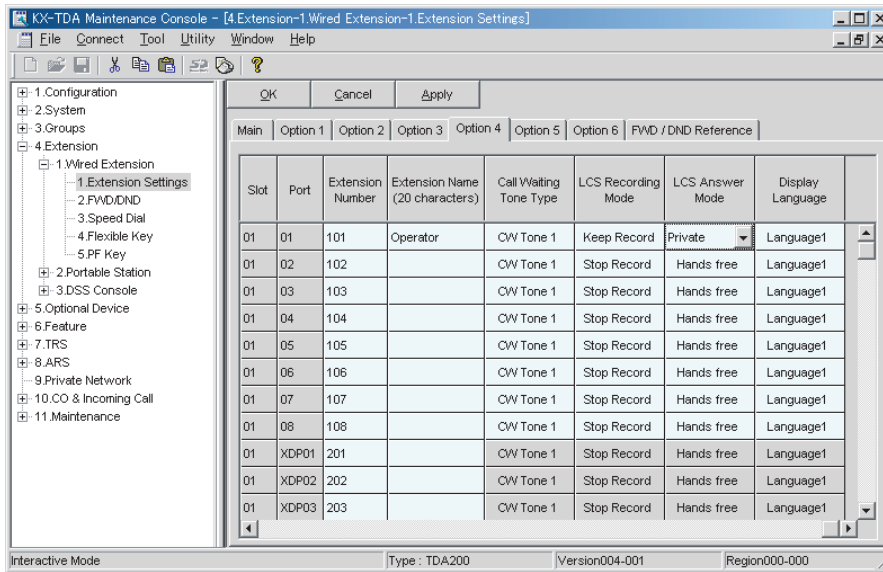 KX-TDA Maintenance Console - [4.Extension-1.Wired Extension-1.Extension Settings]
File Connect Tool Utility Window Help
1.Configuration
2.System
3.Groups
4.Extension
1.Wired Extension
1.Extension Settings
2.FWD/DND
3.Speed Dial
4.Flexible Key
5.PF Key
2.Portable Station
3.DSS Console
5.Optional Device
6.Feature
7.TRS
8.ARS
9.Private Network
10.CO & Incoming Call
11.Maintenance
OK Cancel Apply
Main Option 1 Option 2 Option 3 Option 4 Option 5 Option 6 FWD / DND Reference
Slot Port Extension Number Extension Name (20 characters) Call Waiting Tone Type LCS Recording Mode LCS Answer Mode Display Language
01 01 101 Operator CW Tone 1 Keep Record Private Language1
01 02 102 CW Tone 1 Stop Record Hands free Language1
01 03 103 CW Tone 1 Stop Record Hands free Language1
01 04 104 CW Tone 1 Stop Record Hands free Language1
01 05 105 CW Tone 1 Stop Record Hands free Language1
01 06 106 CW Tone 1 Stop Record Hands free Language1
01 07 107 CW Tone 1 Stop Record Hands free Language1
01 08 108 CW Tone 1 Stop Record Hands free Language1
01 XDP01 201 CW Tone 1 Stop Record Hands free Language1
01 XDP02 202 CW Tone 1 Stop Record Hands free Language1
01 XDP03 203 CW Tone 1 Stop Record Hands free Language1
Interactive Mode Type : TDA200 Version004-001 Region000-000